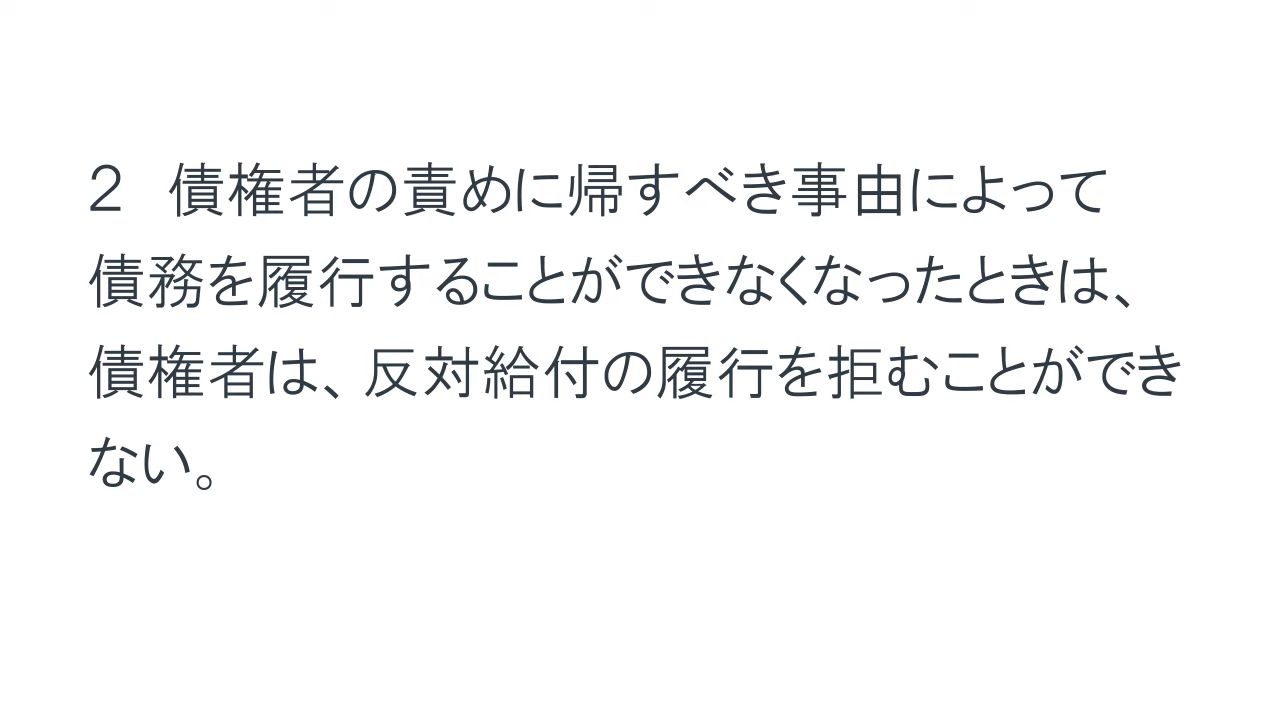 ２　債権者の責めに帰すべき事由によって
債務を履行することができなくなったときは、
債権者は、反対給付の履行を拒むことができ
ない。